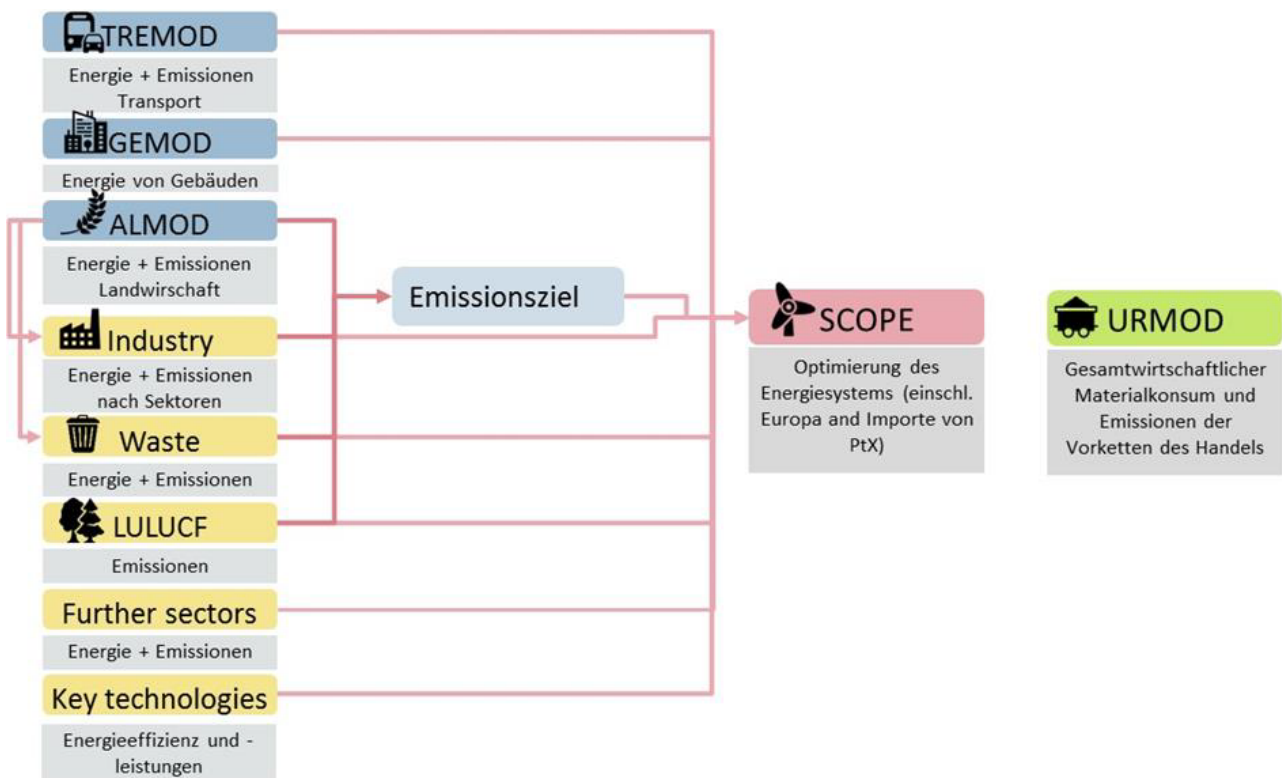 TREMOD
Energie + Emissionen
Transport
GEMOD
Energie von Gebäuden
ALMOD
Energie + Emissionen
Landwirschaft
Industry
Energie + Emissionen
nach Sektoren
Waste
Energie + Emissionen
LULUCF
Emissionen
Further sectors
Energie + Emissionen
Key technologies
Energieeffizienz und -
leistungen
Emissionsziel
SCOPE
Optimierung des
Energiesystems (einschl.
Europa and Importe von
PtX)
URMOD
Gesamtwirtschaftlicher
Materialkonsum und
Emissionen der
Vorketten des Handels